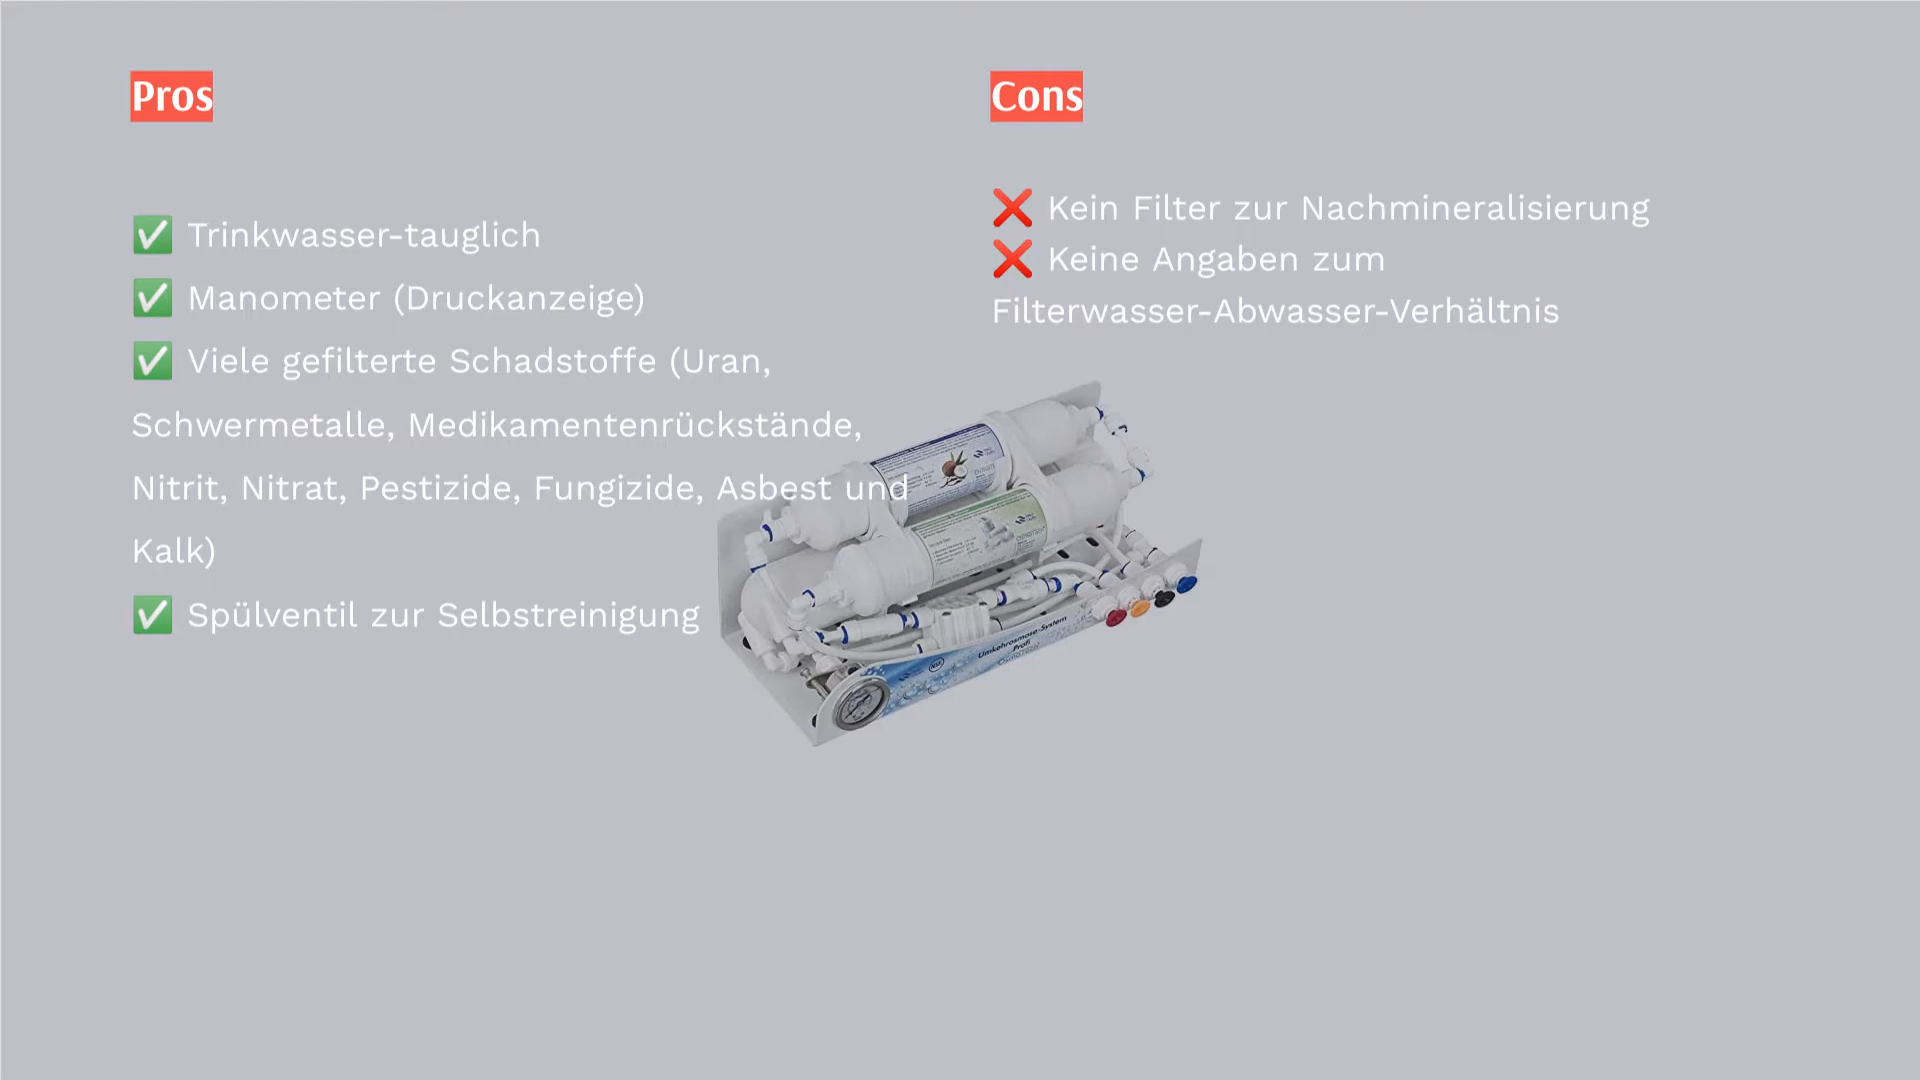 Pros
✅ Trinkwasser-tauglich
✅ Manometer (Druckanzeige)
✅ Viele gefilterte Schadstoffe (Uran,
Schwermetalle, Medikamentenrückstände,
Nitrit, Nitrat, Pestizide, Fungizide, Asbest und
Kalk)
✅ Spülventil zur Selbstreinigung
Cons
❌ Kein Filter zur Nachmineralisierung
❌ Keine Angaben zum
Filterwasser-Abwasser-Verhältnis
Umkehrosmose-System
Profi